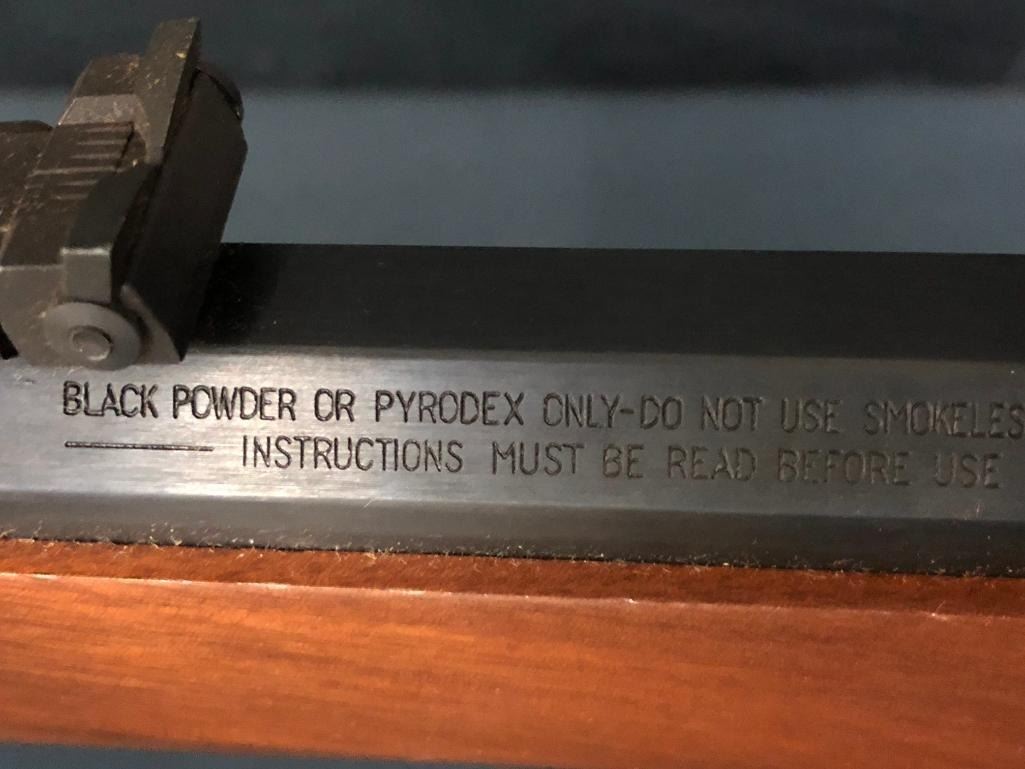 BLACK POWDER OR PYRODEX ONLY-DO NOT USE SMOKELES
INSTRUCTIONS MUST BE READ BEFORE USE